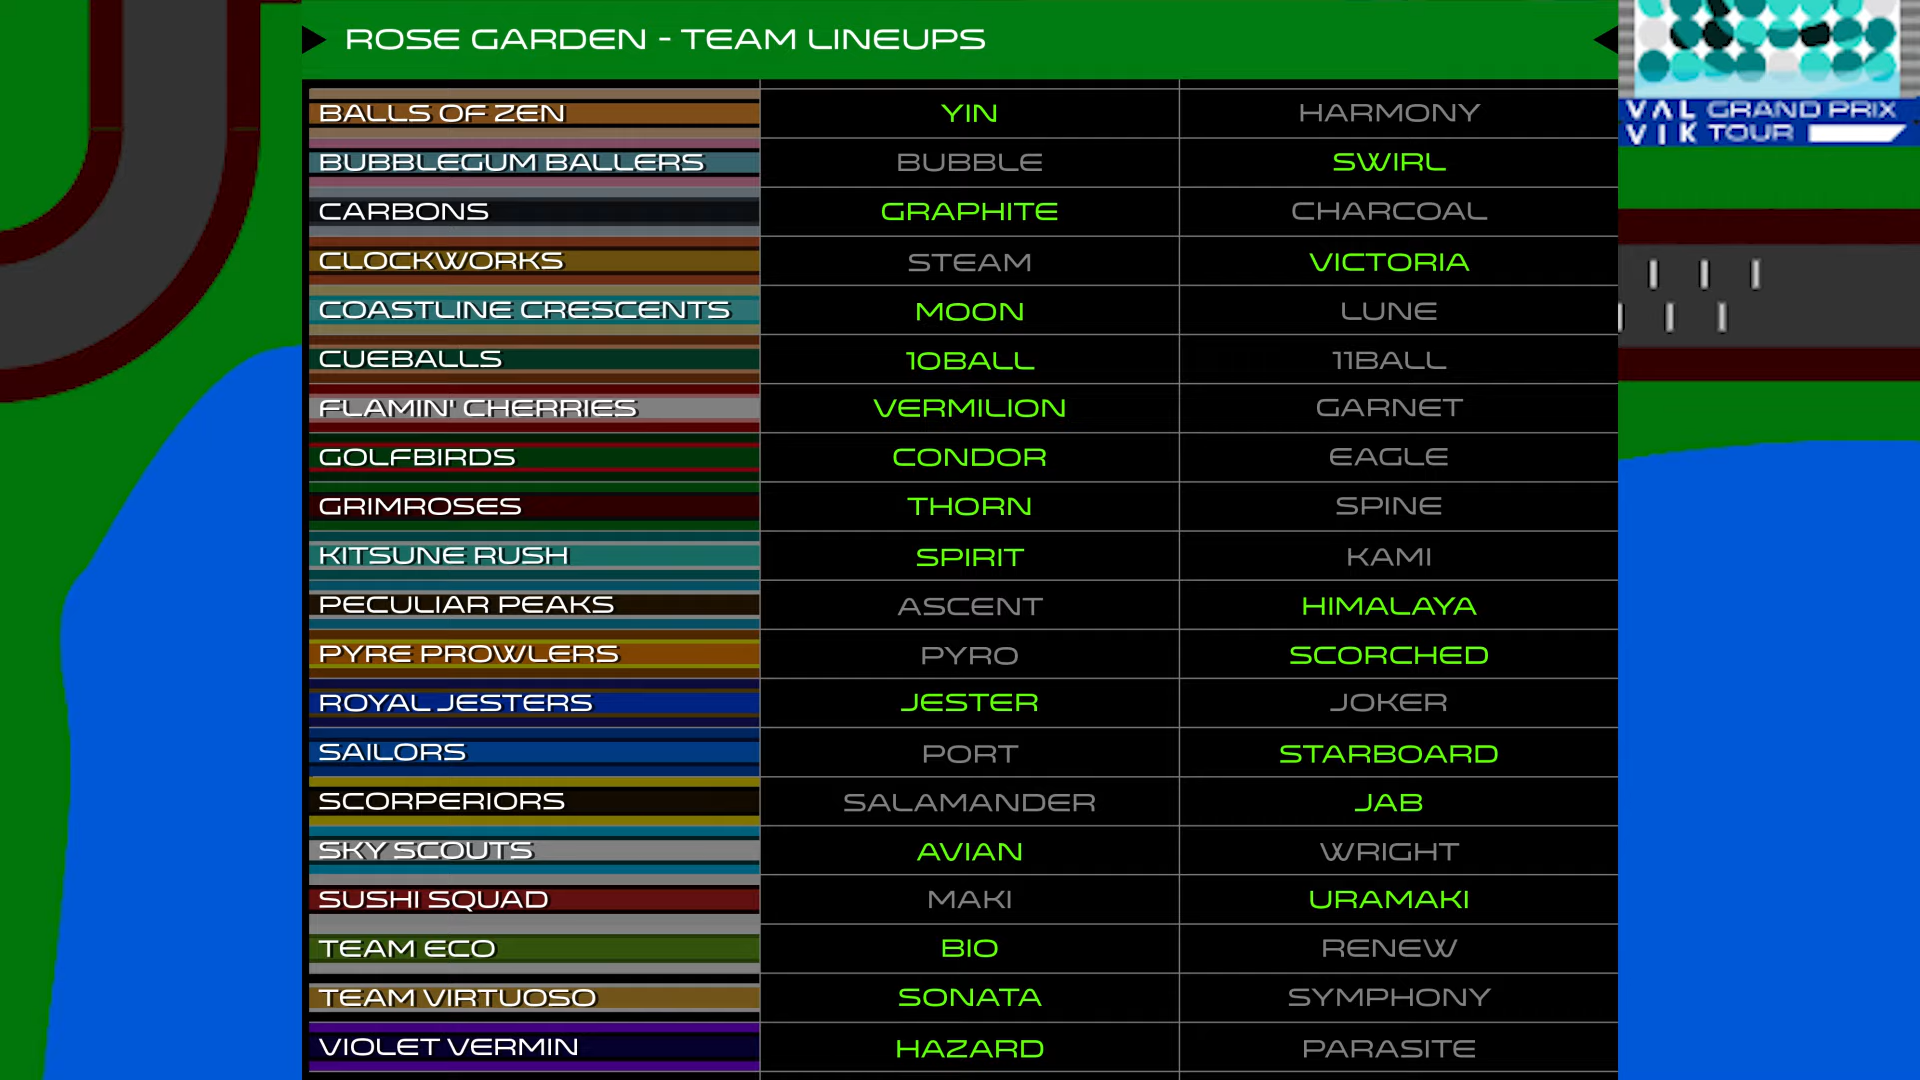 ROSE GARDEN - TEAM LINEUPS
BALLS OF ZEN YIN HARMONY
BUBBLEGUM BALLERS BUBBLE SWIRL
CARBONS GRAPHITE CHARCOAL
CLOCKWORKS STEAM VICTORIA
COASTLINE CRESCENTS MOON LUNE
CUEBALLS 10BALL 11BALL
FLAMIN' CHERRIES VERMILION GARNET
GOLFBIRDS CONDOR EAGLE
GRIMROSES THORN SPINE
KITSUNE RUSH SPIRIT KAMI
PECULIAR PEAKS ASCENT HIMALAYA
PYRE PROWLERS PYRO SCORCHED
ROYAL JESTERS JESTER JOKER
SAILORS PORT STARBOARD
SCORPERIORS SALAMANDER JAB
SKY SCOUTS AVIAN WRIGHT
SUSHI SQUAD MAKI URAMAKI
TEAM ECO BIO RENEW
TEAM VIRTUOSO SONATA SYMPHONY
VIOLET VERMIN HAZARD PARASITE
VAL GRAND PRIX
VIK TOUR